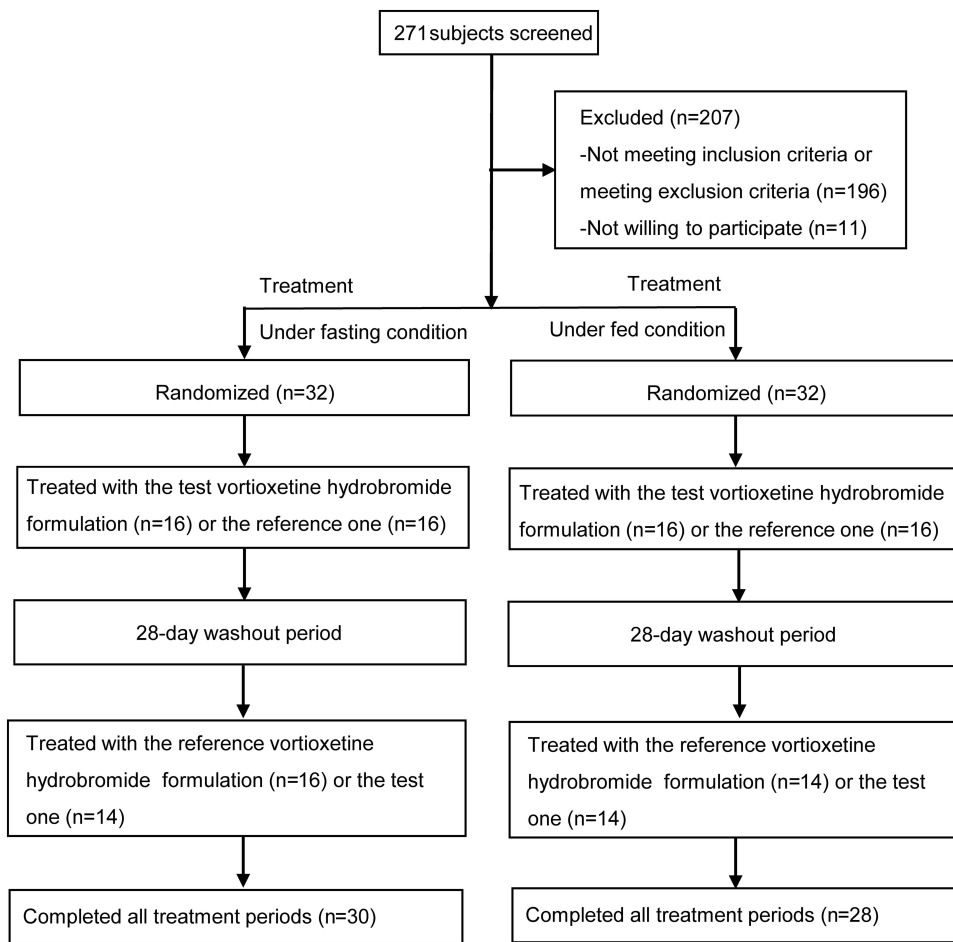 271subjects screened
Excluded (n=207)
-Not meeting inclusion criteria or
meeting exclusion criteria (n=196)
-Not willing to participate (n=11)
Treatment
Under fasting condition
Treatment
Under fed condition
Randomized (n=32)
Randomized (n=32)
Treated with the test vortioxetine hydrobromide
formulation (n=16) or the reference one (n=16)
Treated with the test vortioxetine hydrobromide
formulation (n=16) or the reference one (n=16)
28-day washout period
28-day washout period
Treated with the reference vortioxetine
hydrobromide formulation (n=16) or the test
one (n=14)
Treated with the reference vortioxetine
hydrobromide formulation (n=14) or the test
one (n=14)
Completed all treatment periods (n=30)
Completed all treatment periods (n=28)